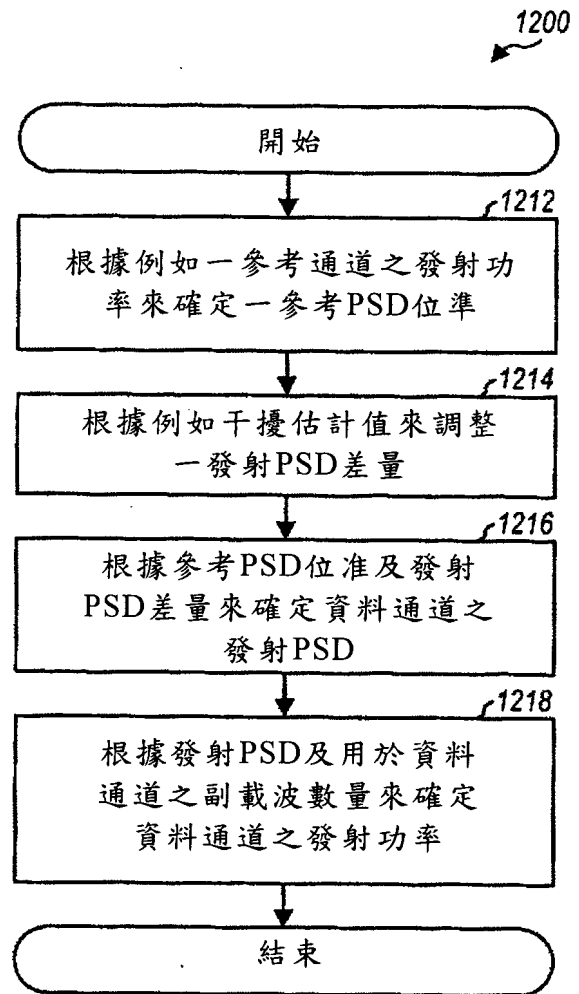 1200
開始
1212
根據例如一參考通道之發射功
率來確定一參考PSD位準
1214
根據例如干擾估計值來調整
一發射PSD差量
1216
根據參考PSD位准及發射
PSD差量來確定資料通道之
發射PSD
1218
根據發射PSD及用於資料
通道之副載波數量來確定
資料通道之發射功率
結束